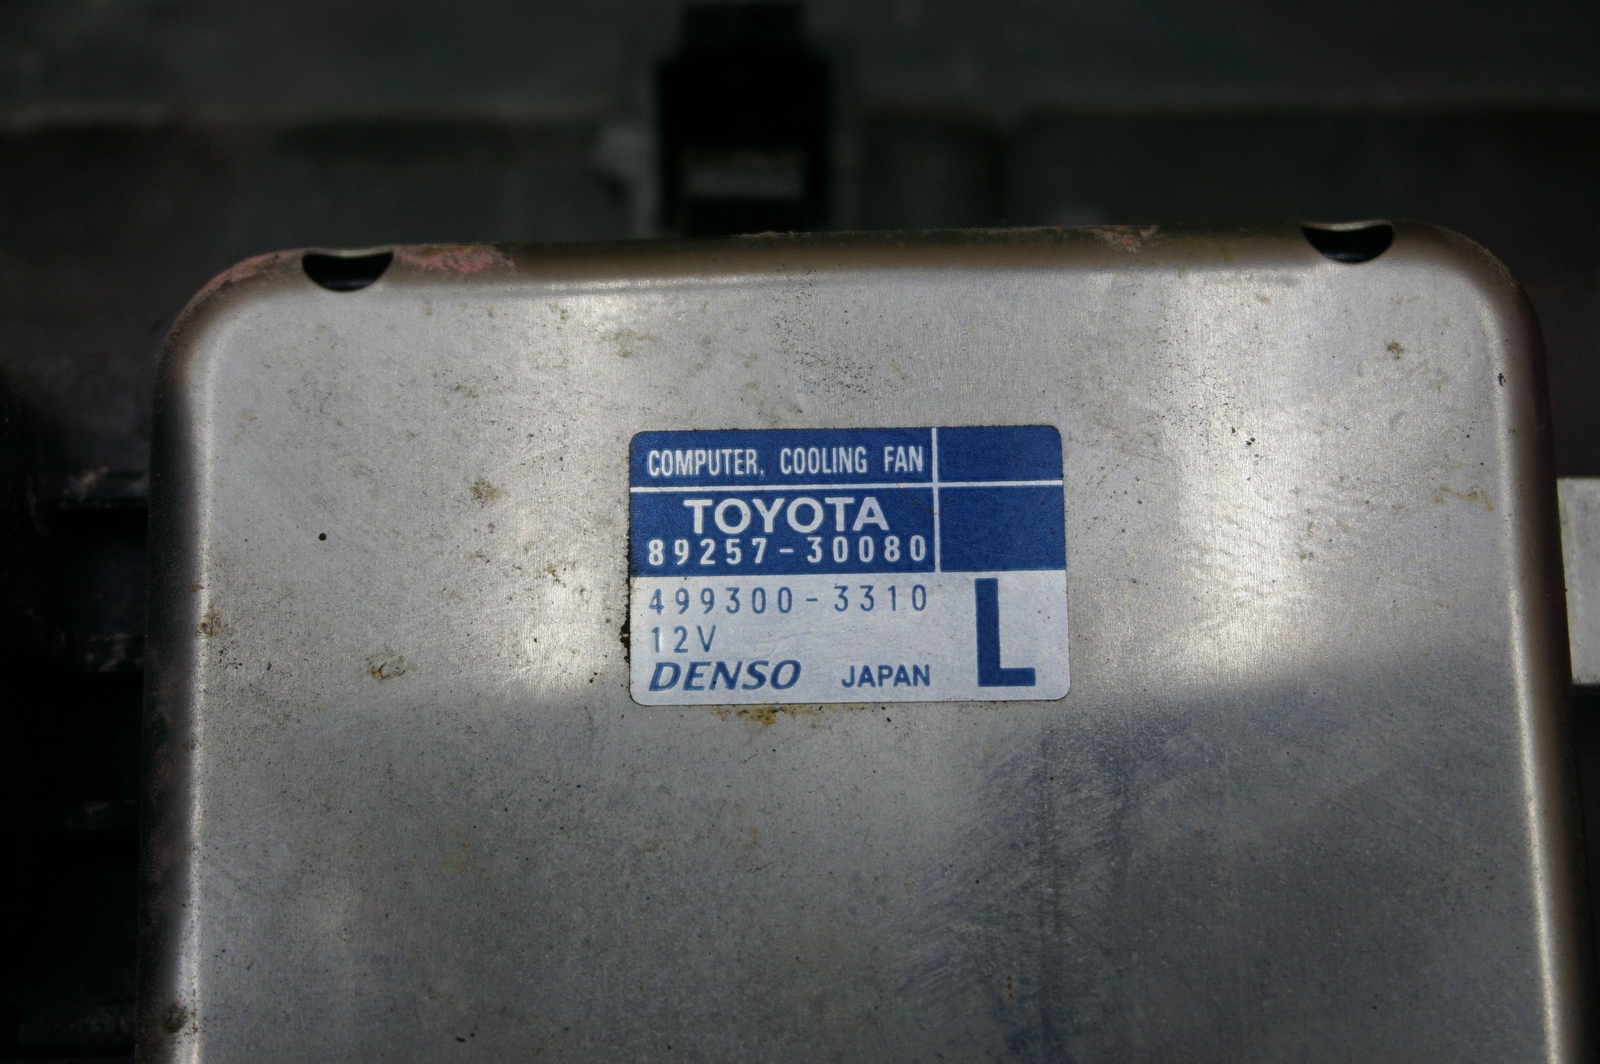 COMPUTER, COOLING FAN
TOYOTA
89257-30080
499300-3310
12V
DENSO JAPAN
L